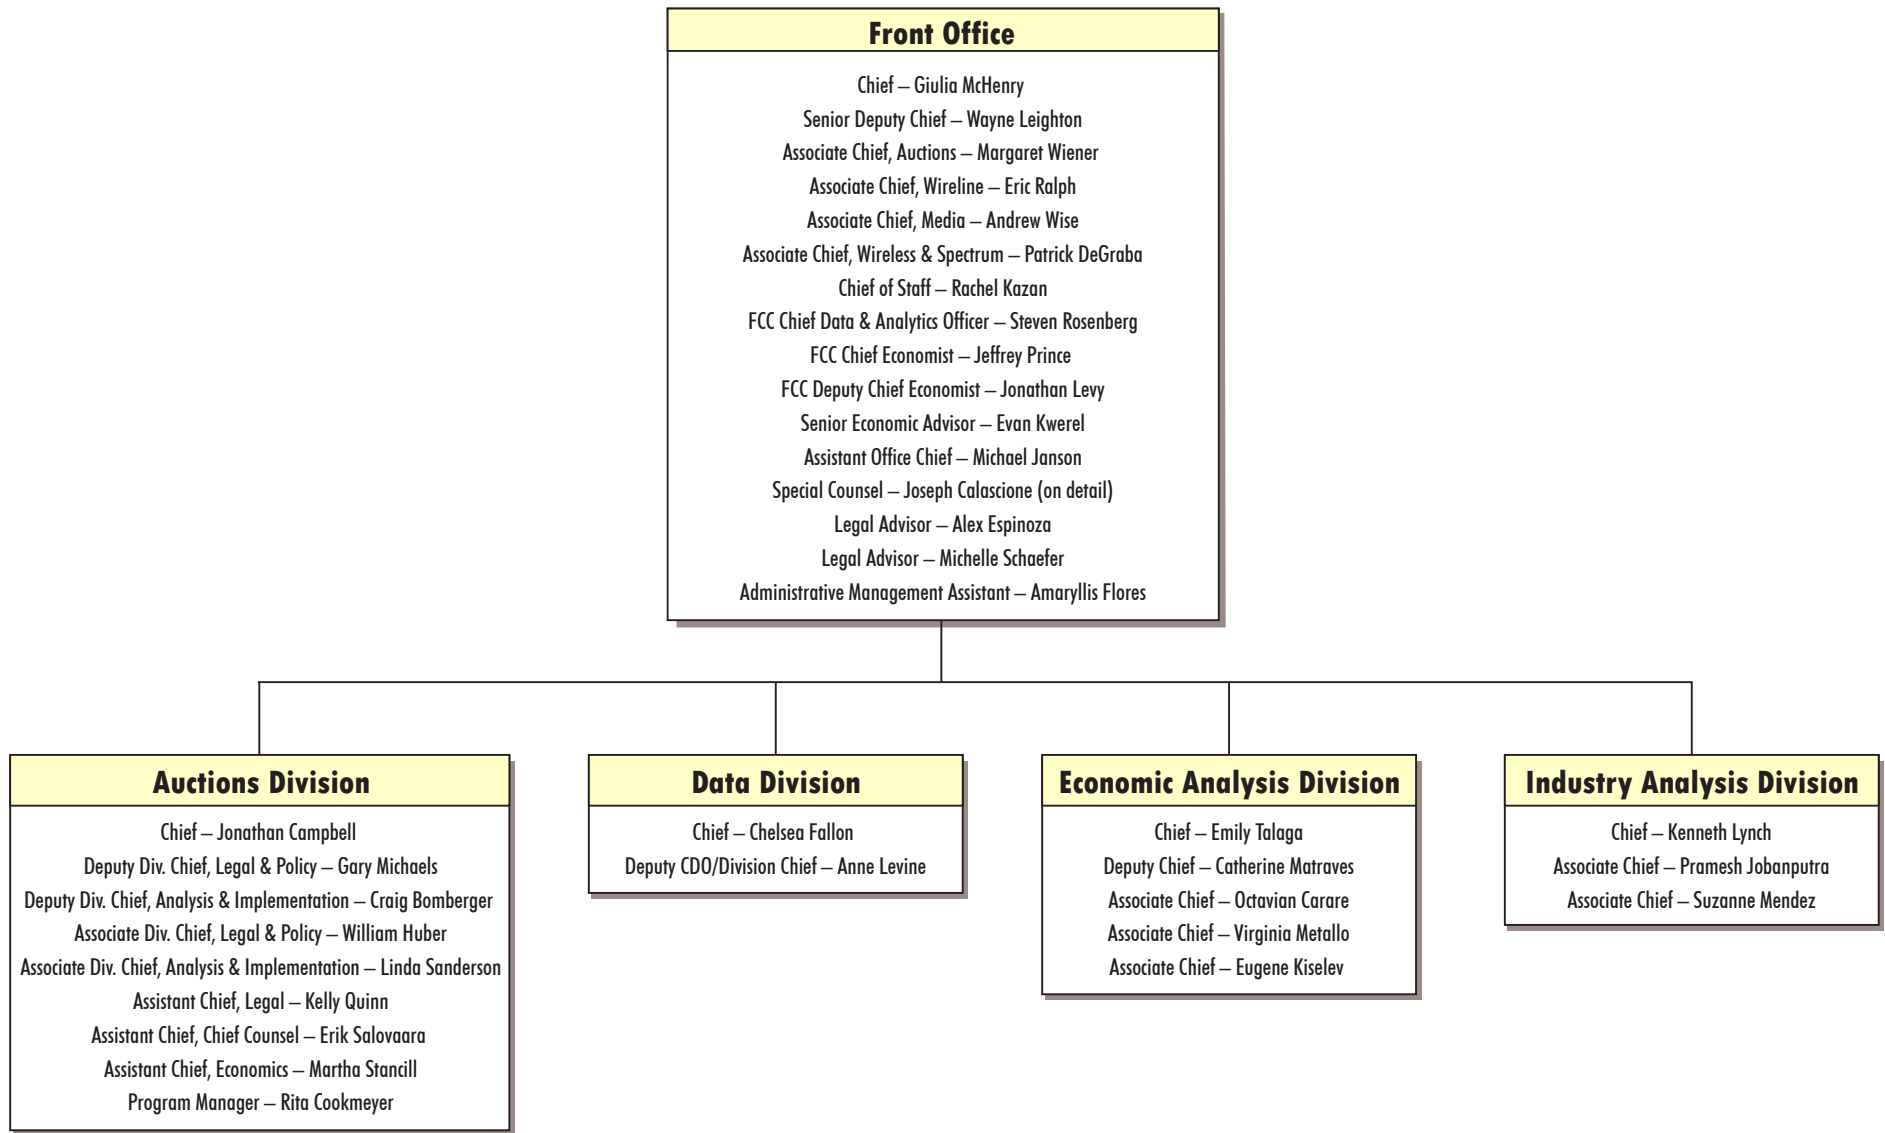 Front Office
Chief – Giulia McHenry
Senior Deputy Chief – Wayne Leighton
Associate Chief, Auctions – Margaret Wiener
Associate Chief, Wireline – Eric Ralph
Associate Chief, Media – Andrew Wise
Associate Chief, Wireless & Spectrum – Patrick DeGraba
Chief of Staff – Rachel Kazan
FCC Chief Data & Analytics Officer – Steven Rosenberg
FCC Chief Economist – Jeffrey Prince
FCC Deputy Chief Economist – Jonathan Levy
Senior Economic Advisor – Evan Kwerel
Assistant Office Chief – Michael Janson
Special Counsel – Joseph Calascione (on detail)
Legal Advisor – Alex Espinoza
Legal Advisor – Michelle Schaefer
Administrative Management Assistant – Amaryllis Flores
Auctions Division
Chief – Jonathan Campbell
Deputy Div. Chief, Legal & Policy – Gary Michaels
Deputy Div. Chief, Analysis & Implementation – Craig Bomberger
Associate Div. Chief, Legal & Policy – William Huber
Associate Div. Chief, Analysis & Implementation – Linda Sanderson
Assistant Chief, Legal – Kelly Quinn
Assistant Chief, Chief Counsel – Erik Salovaara
Assistant Chief, Economics – Martha Stancill
Program Manager – Rita Cookmeyer
Data Division
Chief – Chelsea Fallon
Deputy CDO/Division Chief – Anne Levine
Economic Analysis Division
Chief – Emily Talaga
Deputy Chief – Catherine Matraves
Associate Chief – Octavian Carare
Associate Chief – Virginia Metallo
Associate Chief – Eugene Kiselev
Industry Analysis Division
Chief – Kenneth Lynch
Associate Chief – Pramesh Jobanputra
Associate Chief – Suzanne Mendez